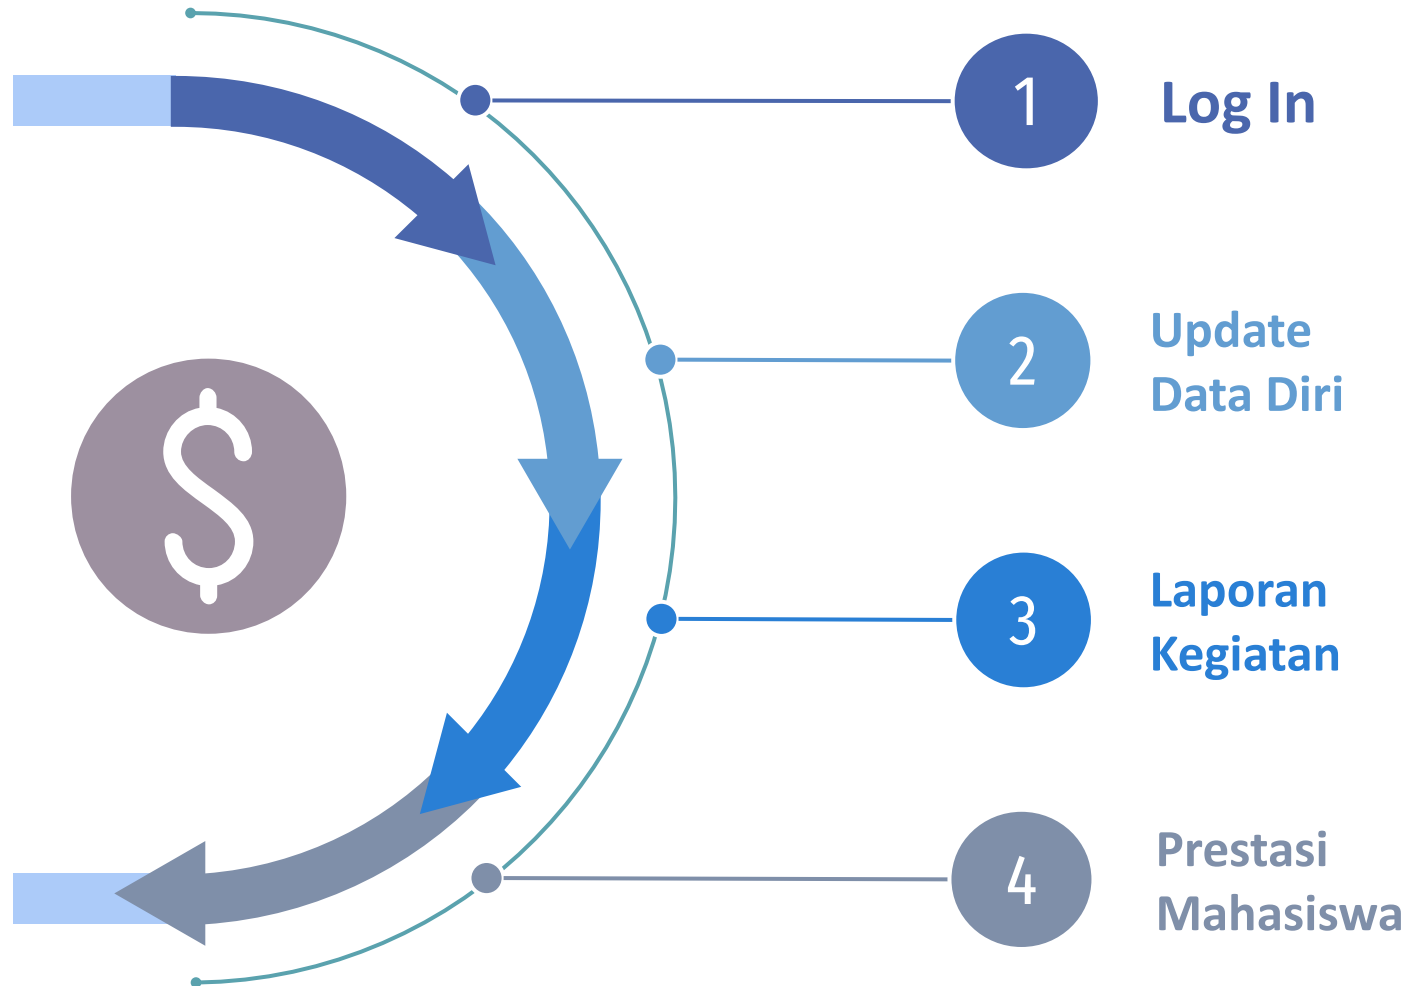 1
Log In
2
Update
Data Diri
3
Laporan
Kegiatan
4
Prestasi
Mahasiswa